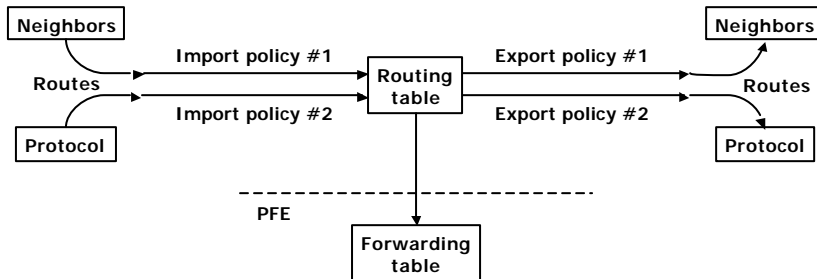 Neighbors
Neighbors
Import policy #1
Export policy #1
Routes
Routing
table
Routes
Import policy #2
Export policy #2
Protocol
Protocol
PFE
Forwarding
table